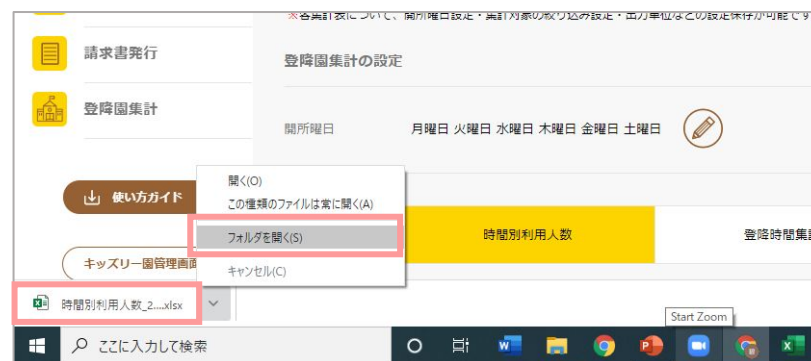 ※各集計表について、開所曜日設定・集計対象の絞り込み設定・出力単位などの設定保存が可能です
請求書発行
登降園集計の設定
登降園集計
開所曜日
月曜日 火曜日 水曜日 木曜日 金曜日 土曜日
開く(O)
この種類のファイルは常に開く(A)
使い方ガイド
フォルダを開く(S)
時間別利用人数
登降時間集計
キッズリー園管理画面
キャンセル(C)
時間別利用人数_2....xlsx
Start Zoom
ここに入力して検索